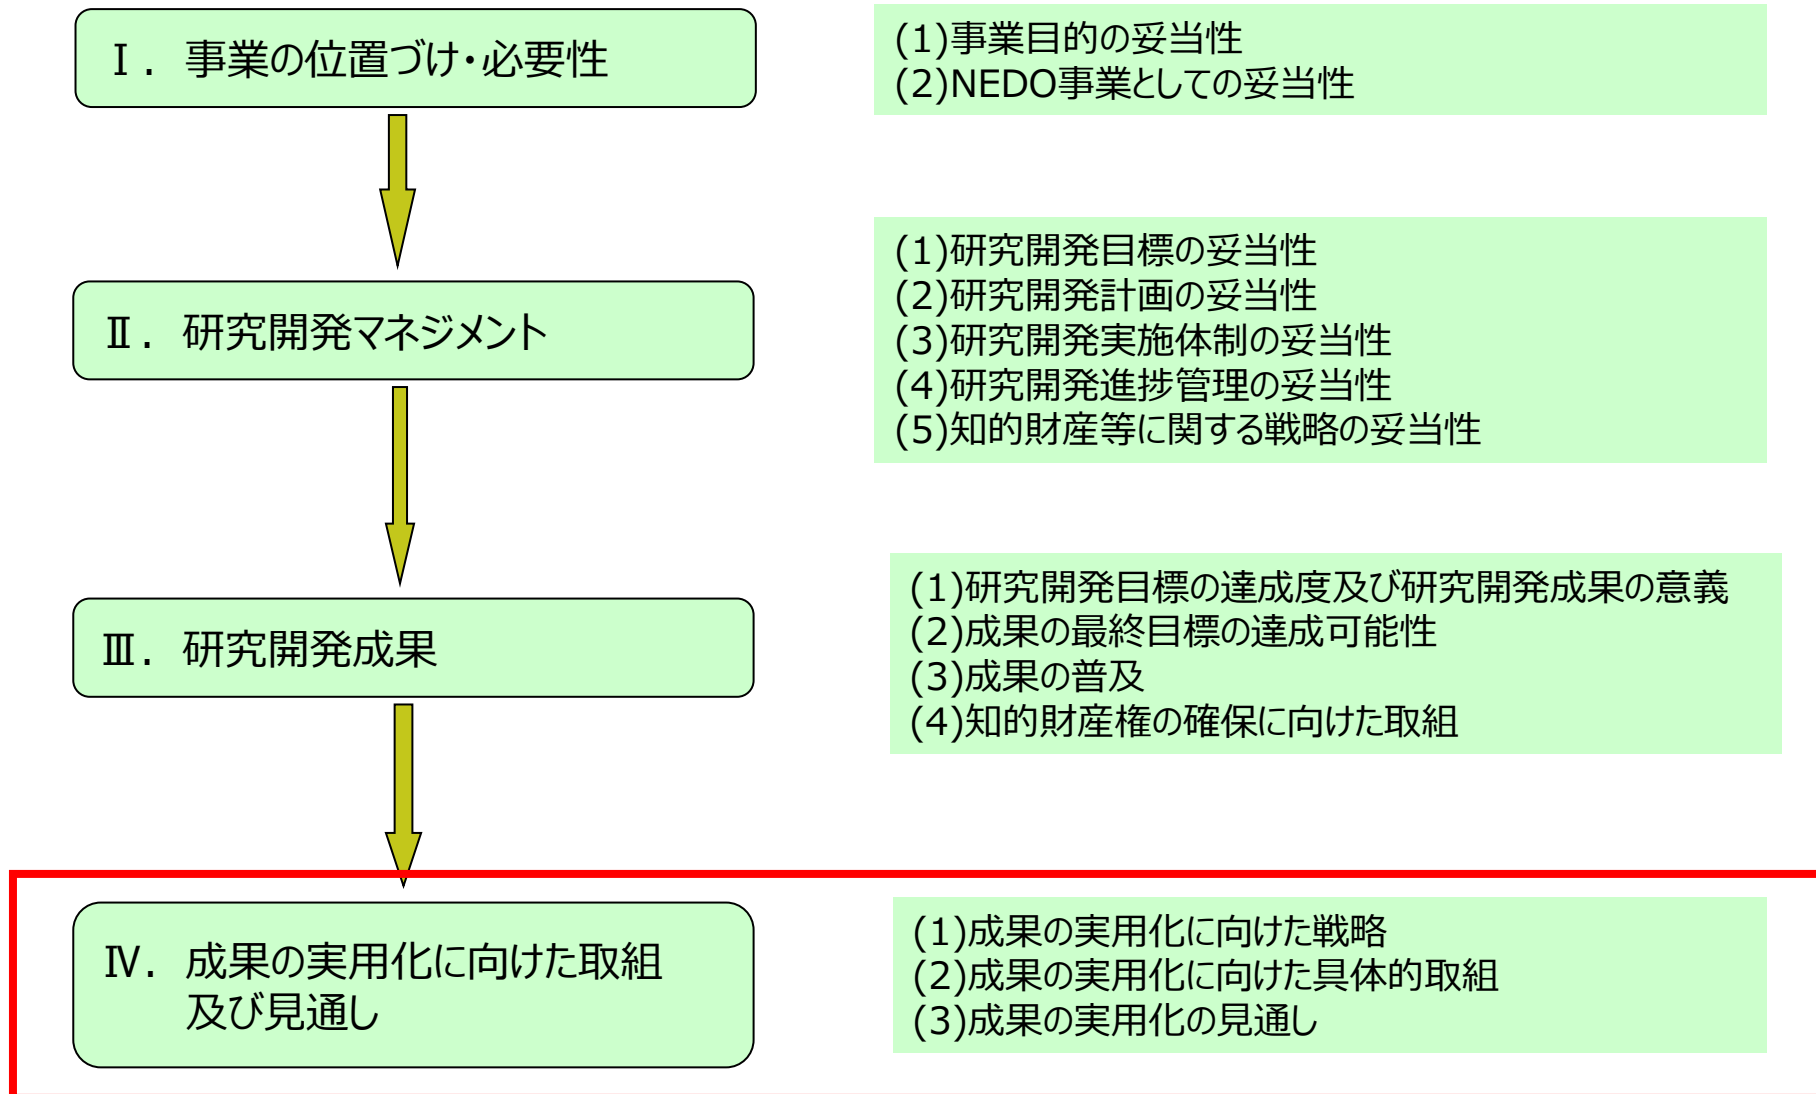 Ⅰ. 事業の位置づけ・必要性
(1)事業目的の妥当性
(2)NEDO事業としての妥当性
Ⅱ. 研究開発マネジメント
(1)研究開発目標の妥当性
(2)研究開発計画の妥当性
(3)研究開発実施体制の妥当性
(4)研究開発進捗管理の妥当性
(5)知的財産等に関する戦略の妥当性
Ⅲ. 研究開発成果
(1)研究開発目標の達成度及び研究開発成果の意義
(2)成果の最終目標の達成可能性
(3)成果の普及
(4)知的財産権の確保に向けた取組
Ⅳ. 成果の実用化に向けた取組
及び見通し
(1)成果の実用化に向けた戦略
(2)成果の実用化に向けた具体的取組
(3)成果の実用化の見通し